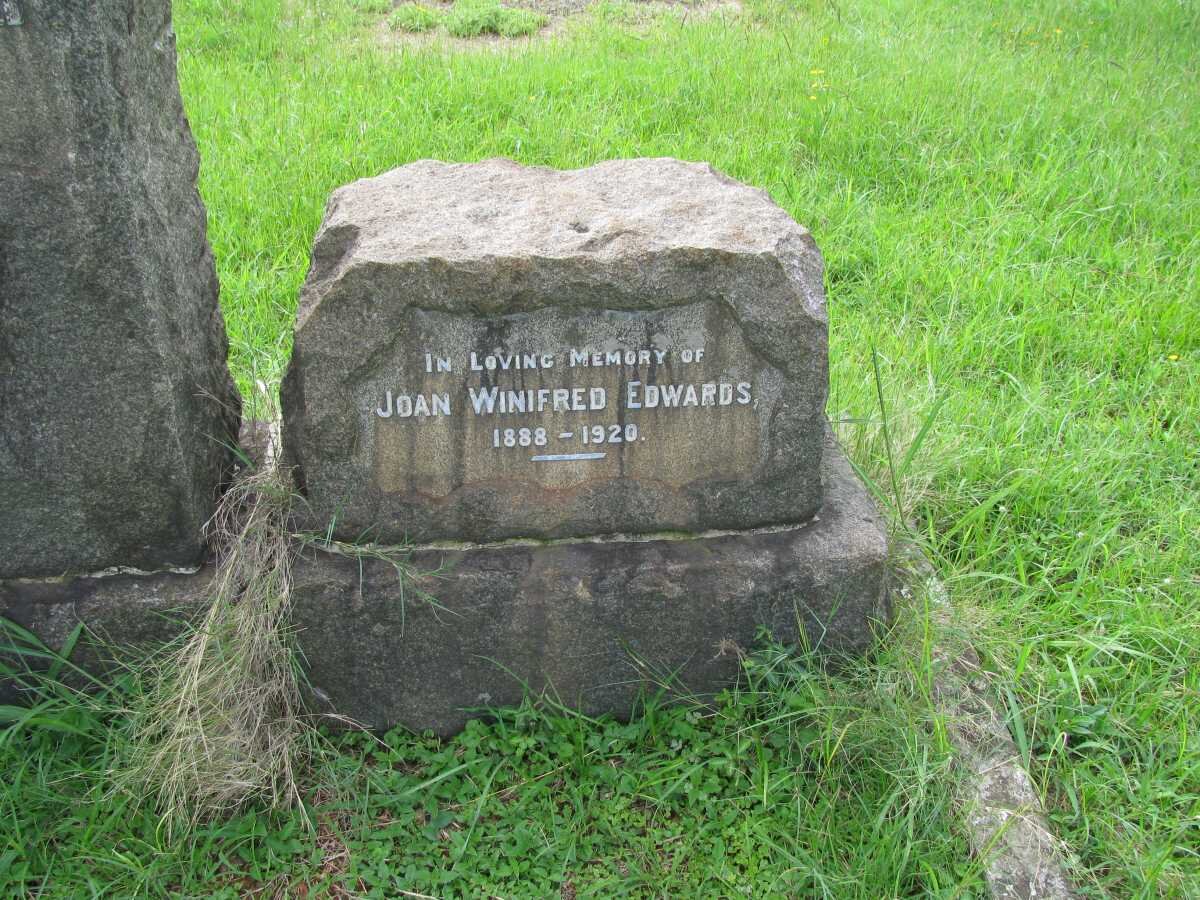 IN LOVING MEMORY OF
JOAN WINIFRED EDWARDS,
1888 – 1920.